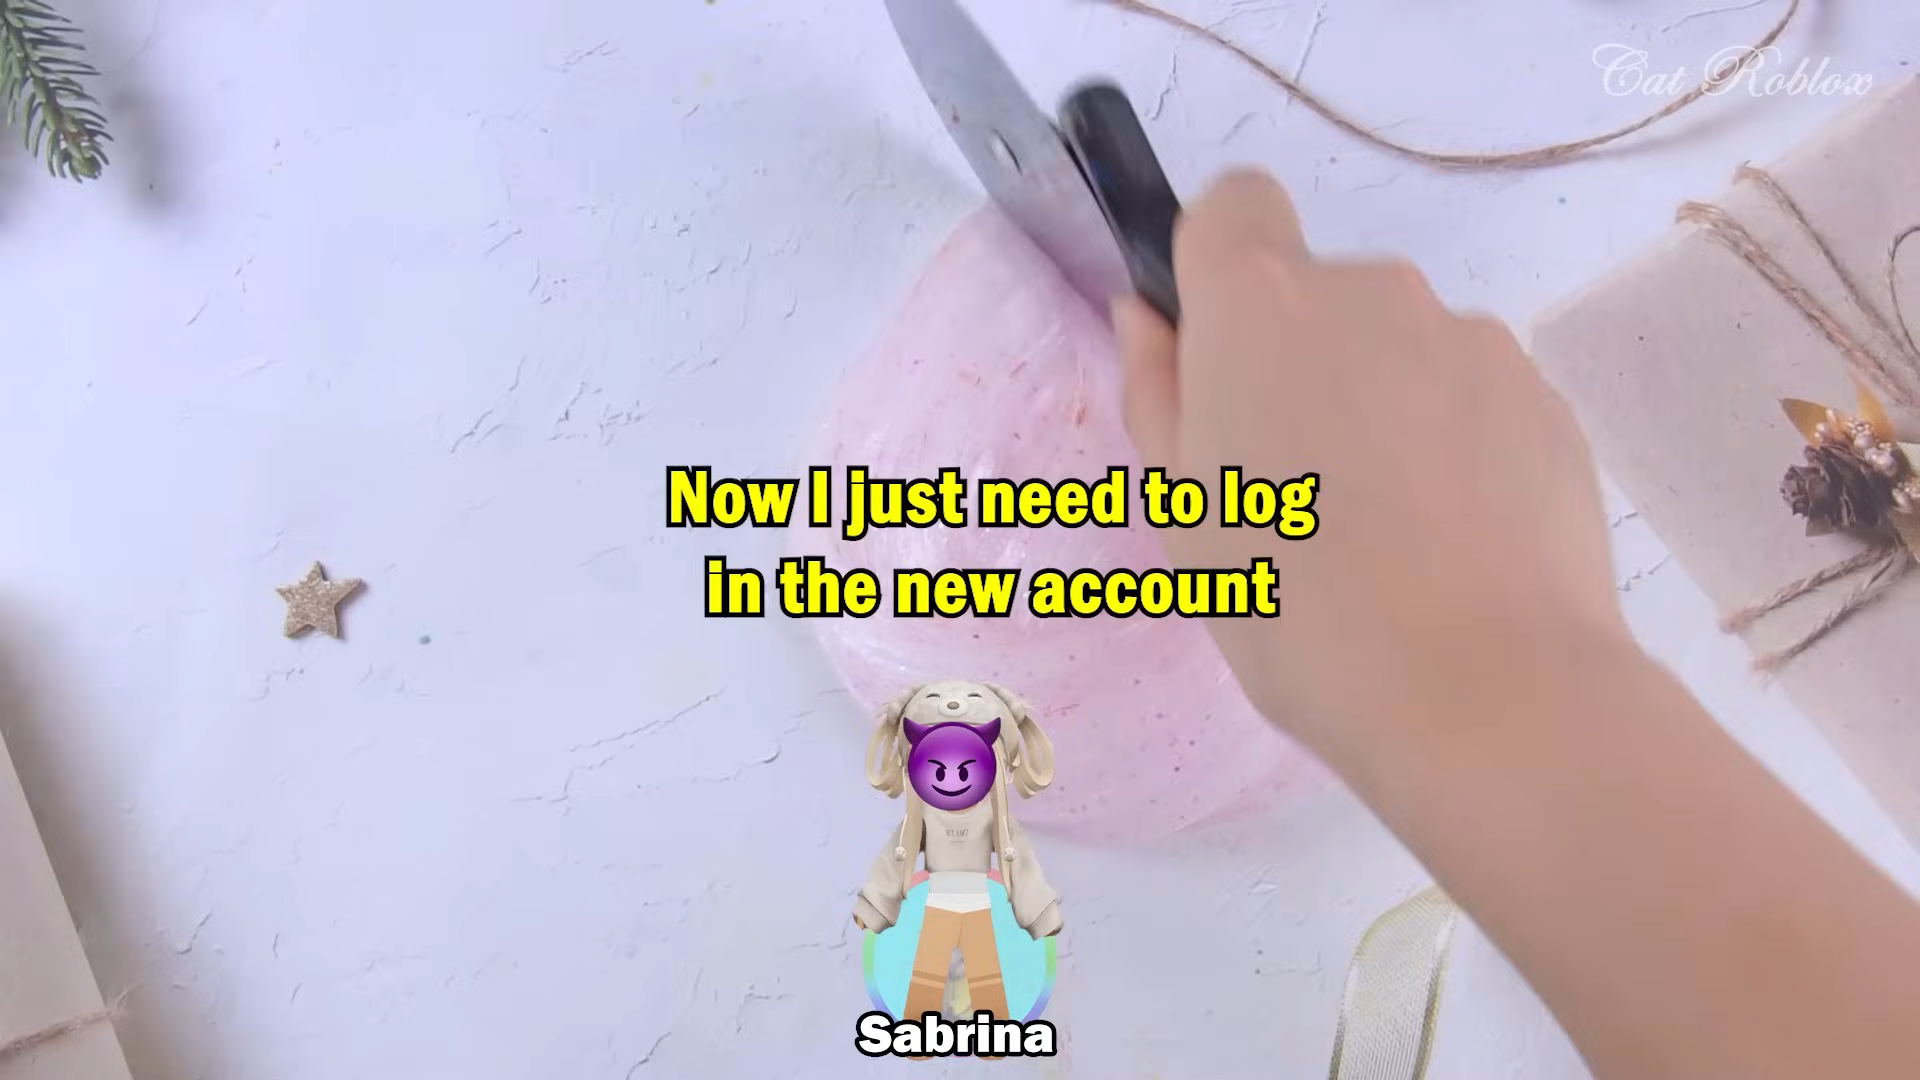 Cat Roblox
Now I just need to log
in the new account
Sabrina